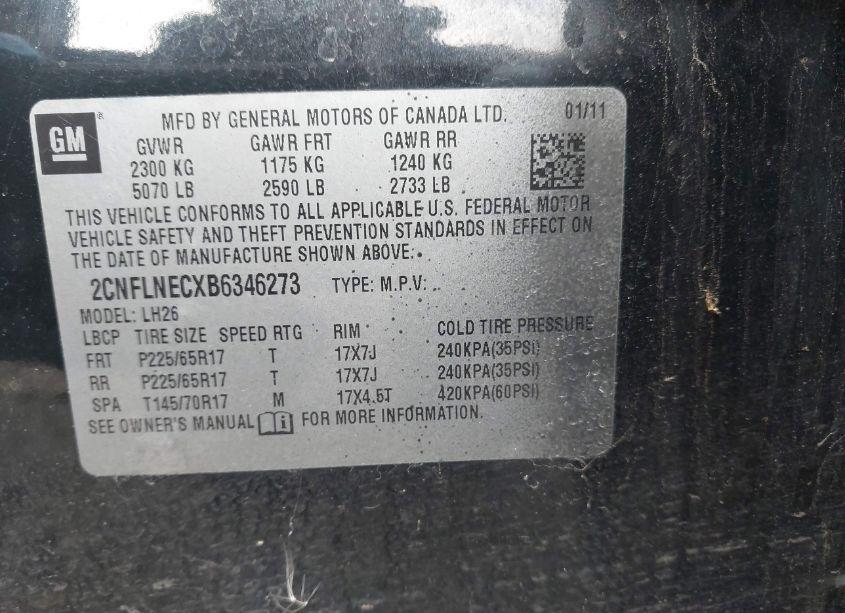 GM
MFD BY GENERAL MOTORS OF CANADA LTD. 01/11
GVWR GAWR FRT GAWR RR
2300 KG 1175 KG 1240 KG
5070 LB 2590 LB 2733 LB
THIS VEHICLE CONFORMS TO ALL APPLICABLE U.S. FEDERAL MOTOR
VEHICLE SAFETY AND THEFT PREVENTION STANDARDS IN EFFECT ON
THE DATE OF MANUFACTURE SHOWN ABOVE.
2CNFLNECXB6346273 TYPE: M.P.V.
MODEL: LH26
LBCP TIRE SIZE SPEED RTG RIM COLD TIRE PRESSURE
FRT P225/65R17 T 17X7J 240KPA(35PSI)
RR P225/65R17 T 17X7J 240KPA(35PSI)
SPA T145/70R17 M 17X4.5T 420KPA(60PSI)
SEE OWNER'S MANUAL FOR MORE INFORMATION.